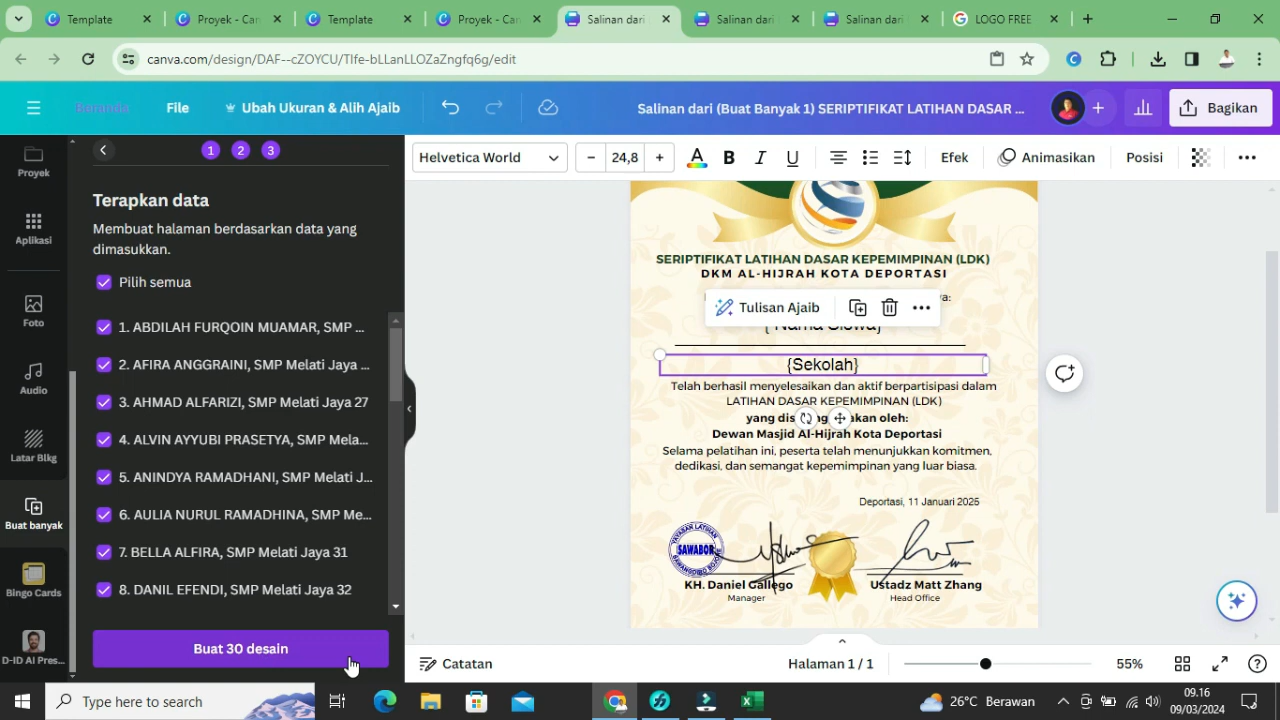 Template
Proyek - Can
Template
Proyek - Can
Salinan dari
Salinan dari
Salinan dari
LOGO FREE
canva.com/design/DAF--cZOYCU/TIfe-bLLanLLOZaZngfq6g/edit
Beranda
File
Ubah Ukuran & Alih Ajaib
Salinan dari (Buat Banyak 1) SERIPTIFIKAT LATIHAN DASAR ...
Bagikan
Proyek
Aplikasi
Foto
Audio
Latar Blkg
Buat banyak
Bingo Cards
D-ID AI Pres...
1
2
3
Terapkan data
Membuat halaman berdasarkan data yang
dimasukkan.
Pilih semua
1. ABDILAH FURQOIN MUAMAR, SMP ...
2. AFIRA ANGGRAINI, SMP Melati Jaya ...
3. AHMAD ALFARIZI, SMP Melati Jaya 27
4. ALVIN AYYUBI PRASETYA, SMP Mela...
5. ANINDYA RAMADHANI, SMP Melati J...
6. AULIA NURUL RAMADHINA, SMP Me...
7. BELLA ALFIRA, SMP Melati Jaya 31
8. DANIL EFENDI, SMP Melati Jaya 32
Buat 30 desain
Helvetica World
– 24,8 +
A B I U
Efek
Animasikan
Posisi
SERIPTIFIKAT LATIHAN DASAR KEPEMIMPINAN (LDK)
DKM AL-HIJRAH KOTA DEPORTASI
Tulisan Ajaib
{ Nama Siswa}
{Sekolah}
Telah berhasil menyelesaikan dan aktif berpartisipasi dalam
LATIHAN DASAR KEPEMIMPINAN (LDK)
yang oleh:
Dewan Masjid Al-Hijrah Kota Deportasi
Selama pelatihan ini, peserta telah menunjukkan komitmen,
dedikasi, dan semangat kepemimpinan yang luar biasa.
Deportasi, 11 Januari 2025
SAWABOR
KH. Daniel Gallego
Manager
Ustadz Matt Zhang
Head Office
Catatan
Halaman 1 / 1
55%
Type here to search
26°C Berawan
09.16
09/03/2024